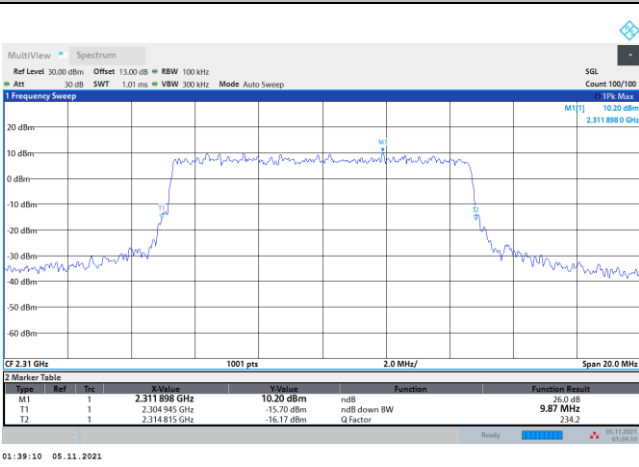 MultiView Spectrum
Ref Level 30.00 dBm Offset 13.00 dB RBW 100 kHz SGL
Att 30 dB SWT 1.01 ms VBW 300 kHz Mode Auto Sweep Count 100/100
1 Frequency Sweep 1Pk Max
M1[1] 10.20 dBm
2.311 898 0 GHz
20 dBm
M1
10 dBm
0 dBm
-10 dBm
T1 T2
-20 dBm
-30 dBm
-40 dBm
-50 dBm
-60 dBm
CF 2.31 GHz 1001 pts 2.0 MHz/ Span 20.0 MHz
2 Marker Table
Type Ref Trc X-Value Y-Value Function Function Result
M1 1 2.311 898 GHz 10.20 dBm ndB 26.0 dB
T1 1 2.304 945 GHz -15.70 dBm ndB down BW 9.87 MHz
T2 1 2.314 815 GHz -16.17 dBm Q Factor 234.2
Ready 05.11.2021
01:39:10
01:39:10 05.11.2021